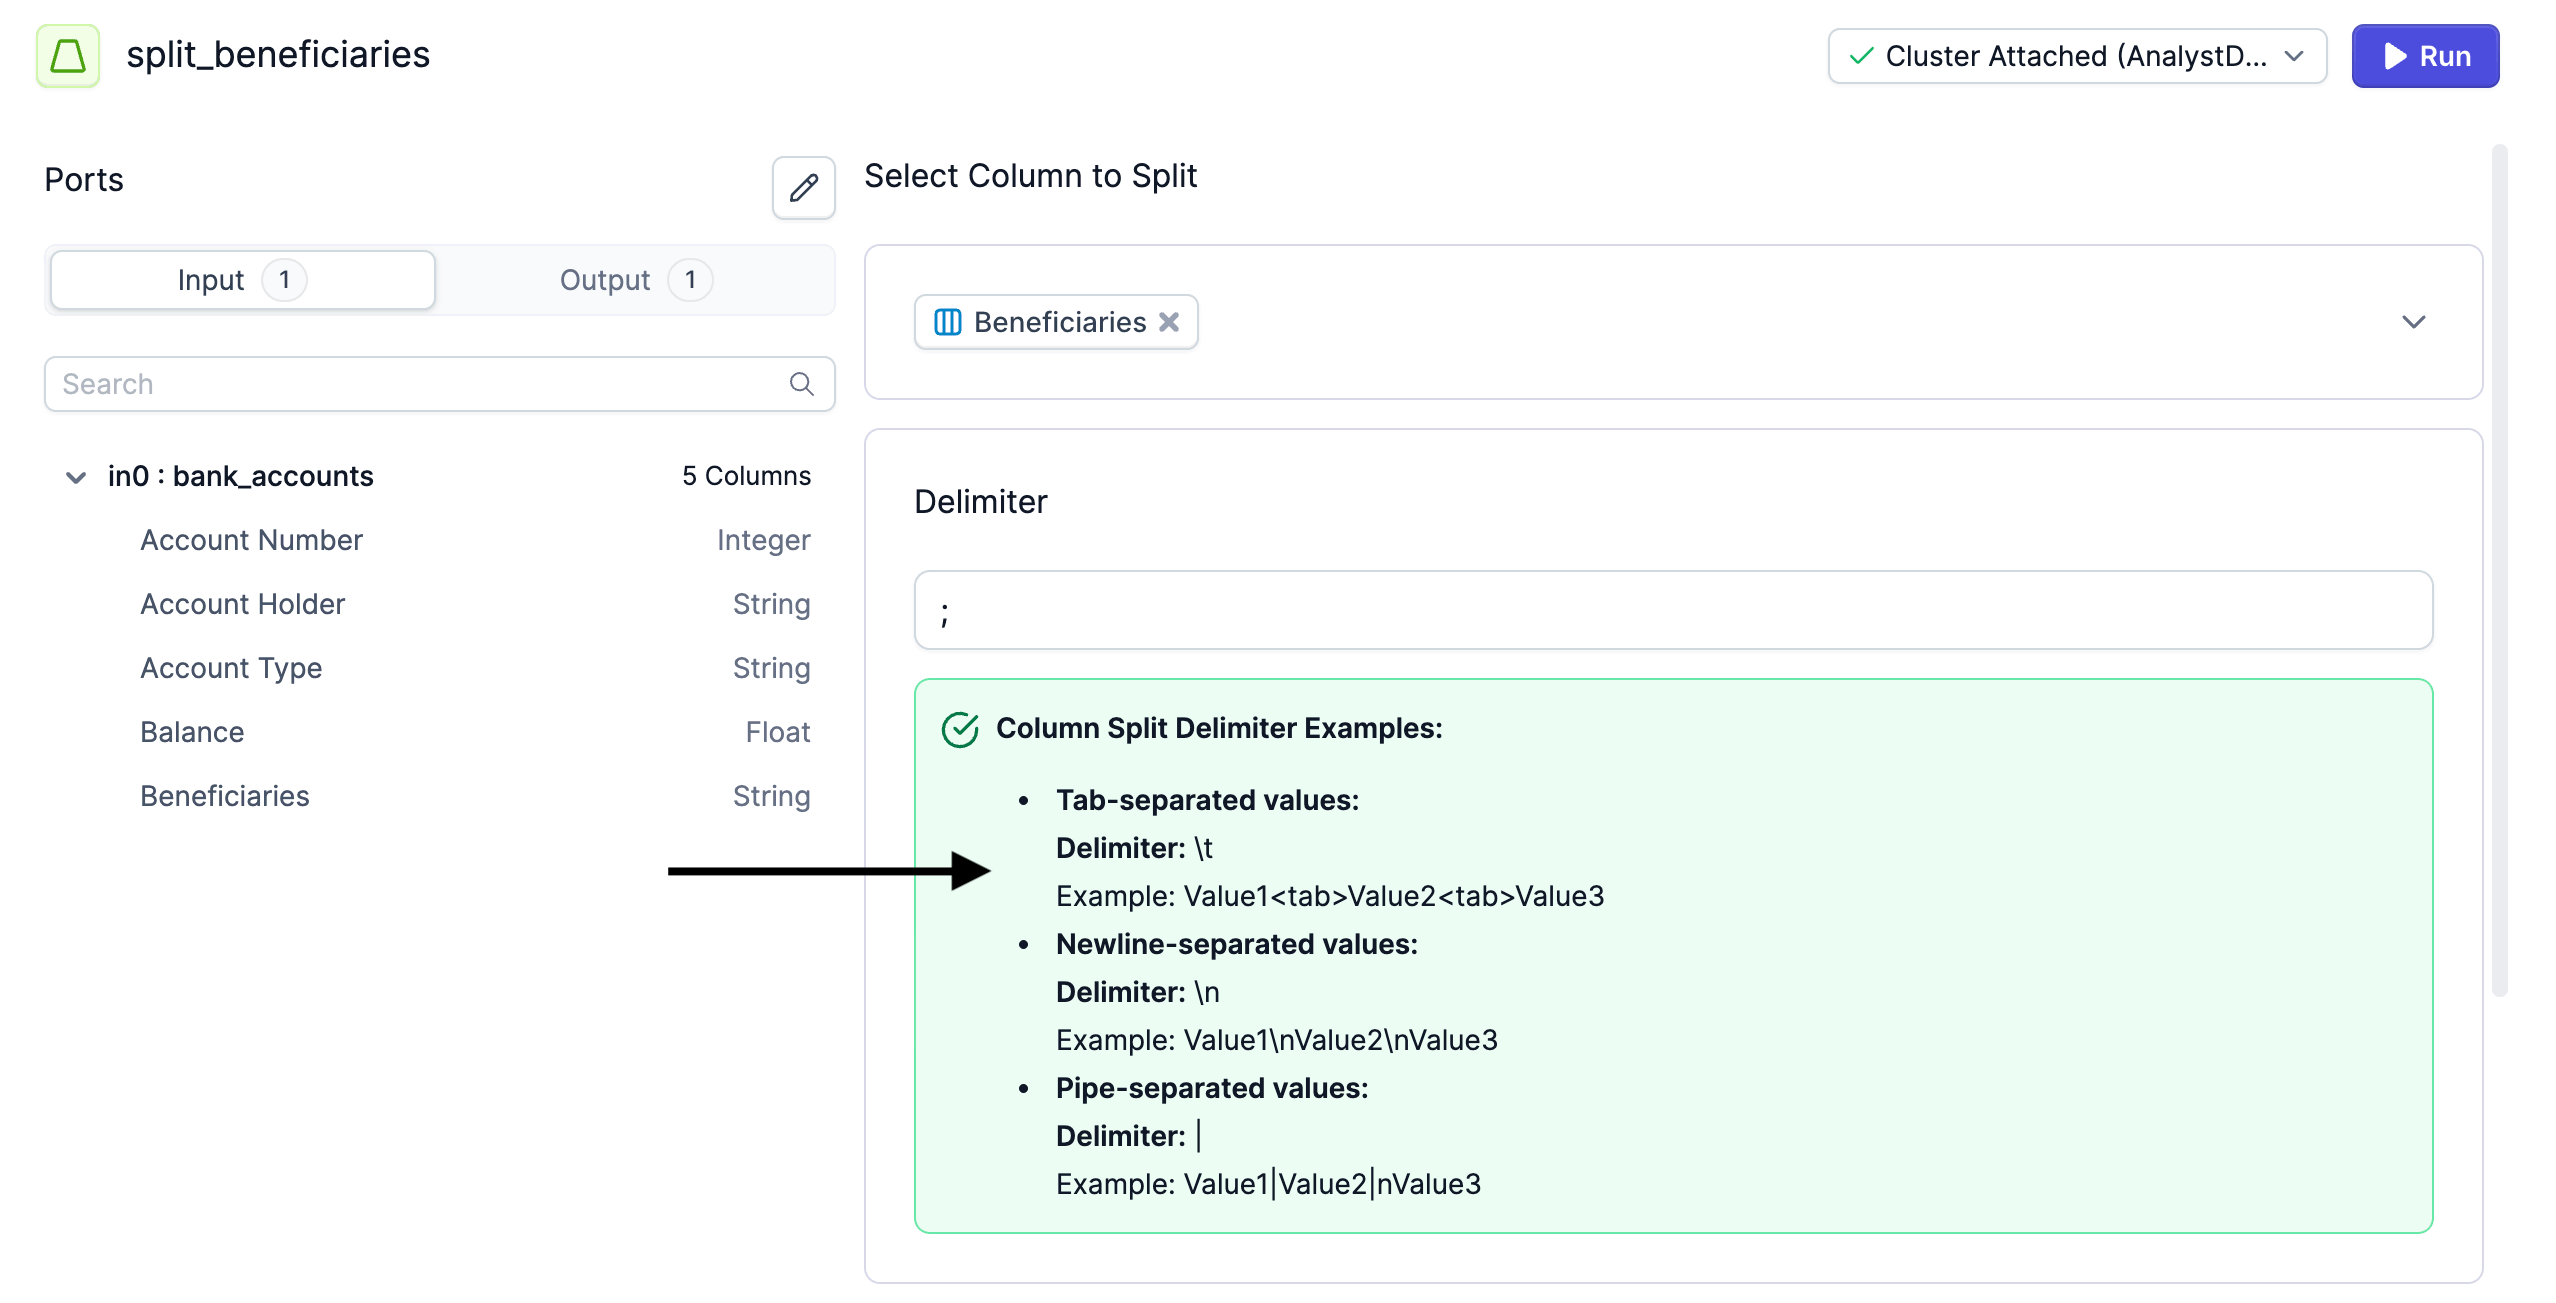 split_beneficiaries
Cluster Attached (AnalystD...
Run
Ports
Input 1
Output 1
Search
in0 : bank_accounts 5 Columns
Account Number Integer
Account Holder String
Account Type String
Balance Float
Beneficiaries String
Select Column to Split
Beneficiaries
Delimiter
;
Column Split Delimiter Examples:
• Tab-separated values:
Delimiter: \t
Example: Value1<tab>Value2<tab>Value3
• Newline-separated values:
Delimiter: \n
Example: Value1\nValue2\nValue3
• Pipe-separated values:
Delimiter: |
Example: Value1|Value2|nValue3